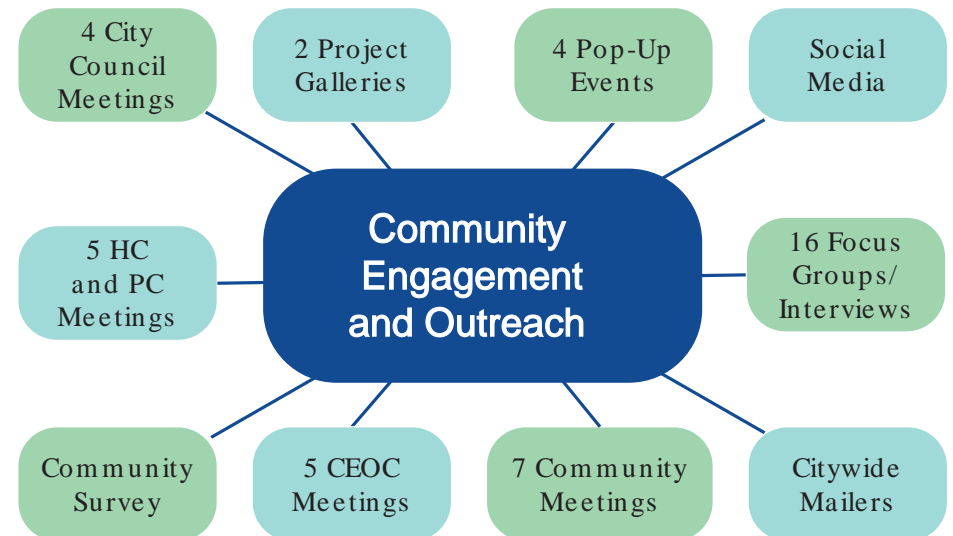 4 City
Council
Meetings
2 Project
Galleries
4 Pop-Up
Events
Social
Media
5 HC
and PC
Meetings
Community
Engagement
and Outreach
16 Focus
Groups/
Interviews
Community
Survey
5 CEOC
Meetings
7 Community
Meetings
Citywide
Mailers